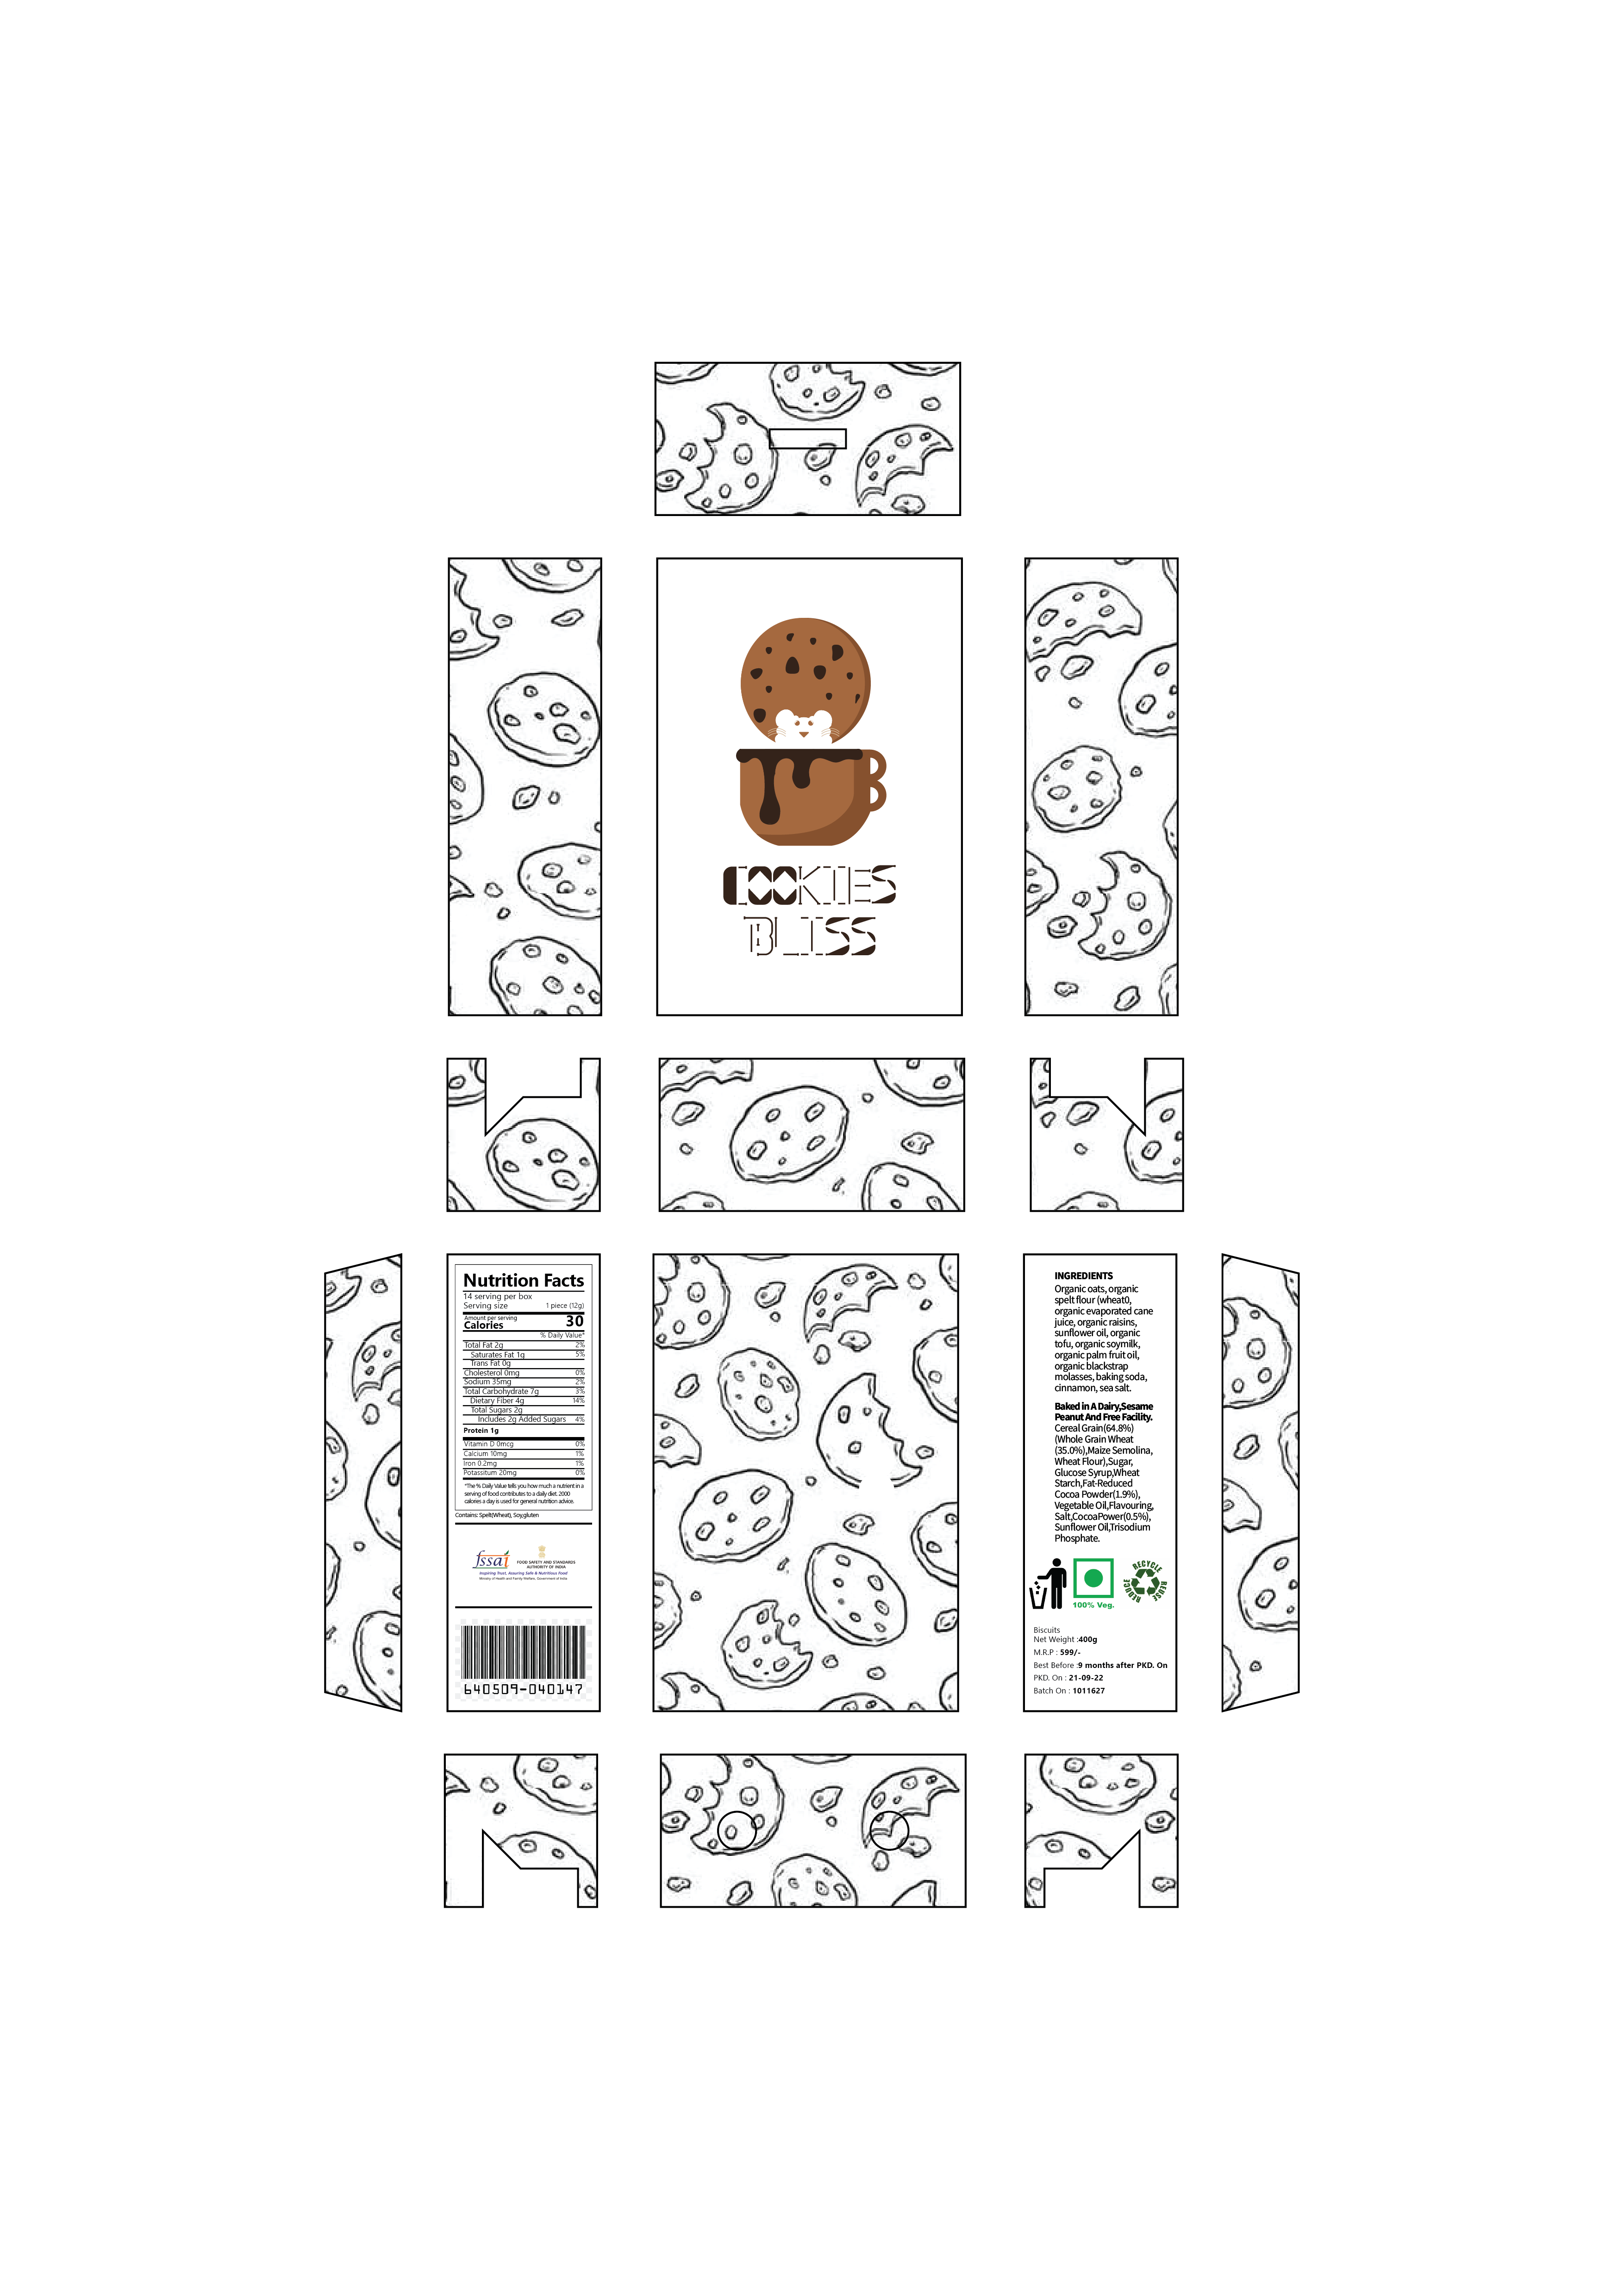 COOKIES
BLISS
Nutrition Facts
14 serving per box
Serving size 1 piece (12g)
Amount per serving
Calories 30
% Daily Value*
Total Fat 2g 2%
Saturates Fat 1g 5%
Trans Fat 0g
Cholesterol 0mg 0%
Sodium 35mg 2%
Total Carbohydrate 7g 3%
Dietary Fiber 4g 14%
Total Sugars 2g
Includes 2g Added Sugars 4%
Protein 1g
Vitamin D 0mcg 0%
Calcium 10mg 1%
Iron 0.2mg 1%
Potassitum 20mg 0%
*The % Daily Value tells you how much a nutrient in a
serving of food contributes to a daily diet. 2000
calories a day is used for general nutrition advice.
Contains: Spelt(Wheat), Soy,gluten
fssai
FOOD SAFETY AND STANDARDS
AUTHORITY OF INDIA
Inspiring Trust, Assuring Safe & Nutritious Food
Ministry of Health and Family Welfare, Government of India
640509-040147
INGREDIENTS
Organic oats, organic
spelt flour (wheat0,
organic evaporated cane
juice, organic raisins,
sunflower oil, organic
tofu, organic soymilk,
organic palm fruit oil,
organic blackstrap
molasses, baking soda,
cinnamon, sea salt.
Baked in A Dairy,Sesame
Peanut And Free Facility.
Cereal Grain(64.8%)
(Whole Grain Wheat
(35.0%),Maize Semolina,
Wheat Flour),Sugar,
Glucose Syrup,Wheat
Starch,Fat-Reduced
Cocoa Powder(1.9%),
Vegetable Oil,Flavouring,
Salt,CocoaPower(0.5%),
Sunflower Oil,Trisodium
Phosphate.
100% Veg.
RECYCLE
REUSE
REDUCE
Biscuits
Net Weight :400g
M.R.P : 599/-
Best Before :9 months after PKD. On
PKD. On : 21-09-22
Batch On : 1011627